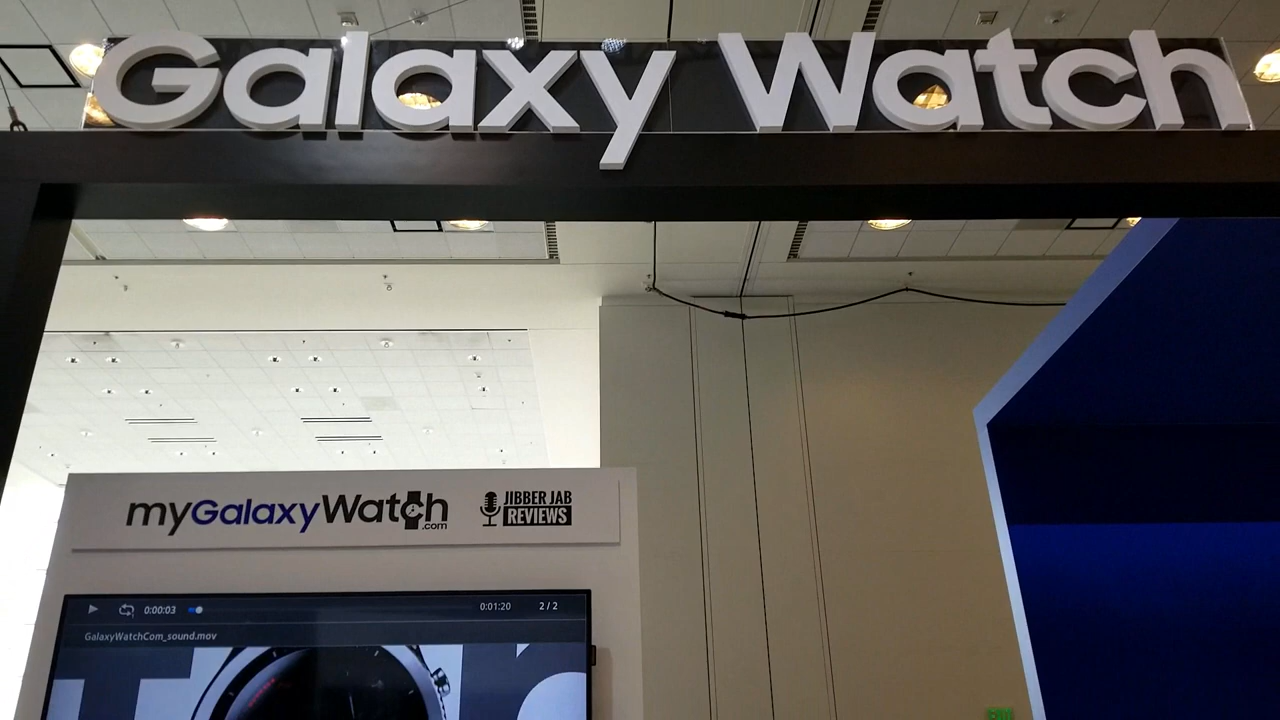 Galaxy Watch
myGalaxyWatch.com
JIBBER JAB
REVIEWS
0:00:03
0:01:20
2/2
GalaxyWatchCom_sound.mov